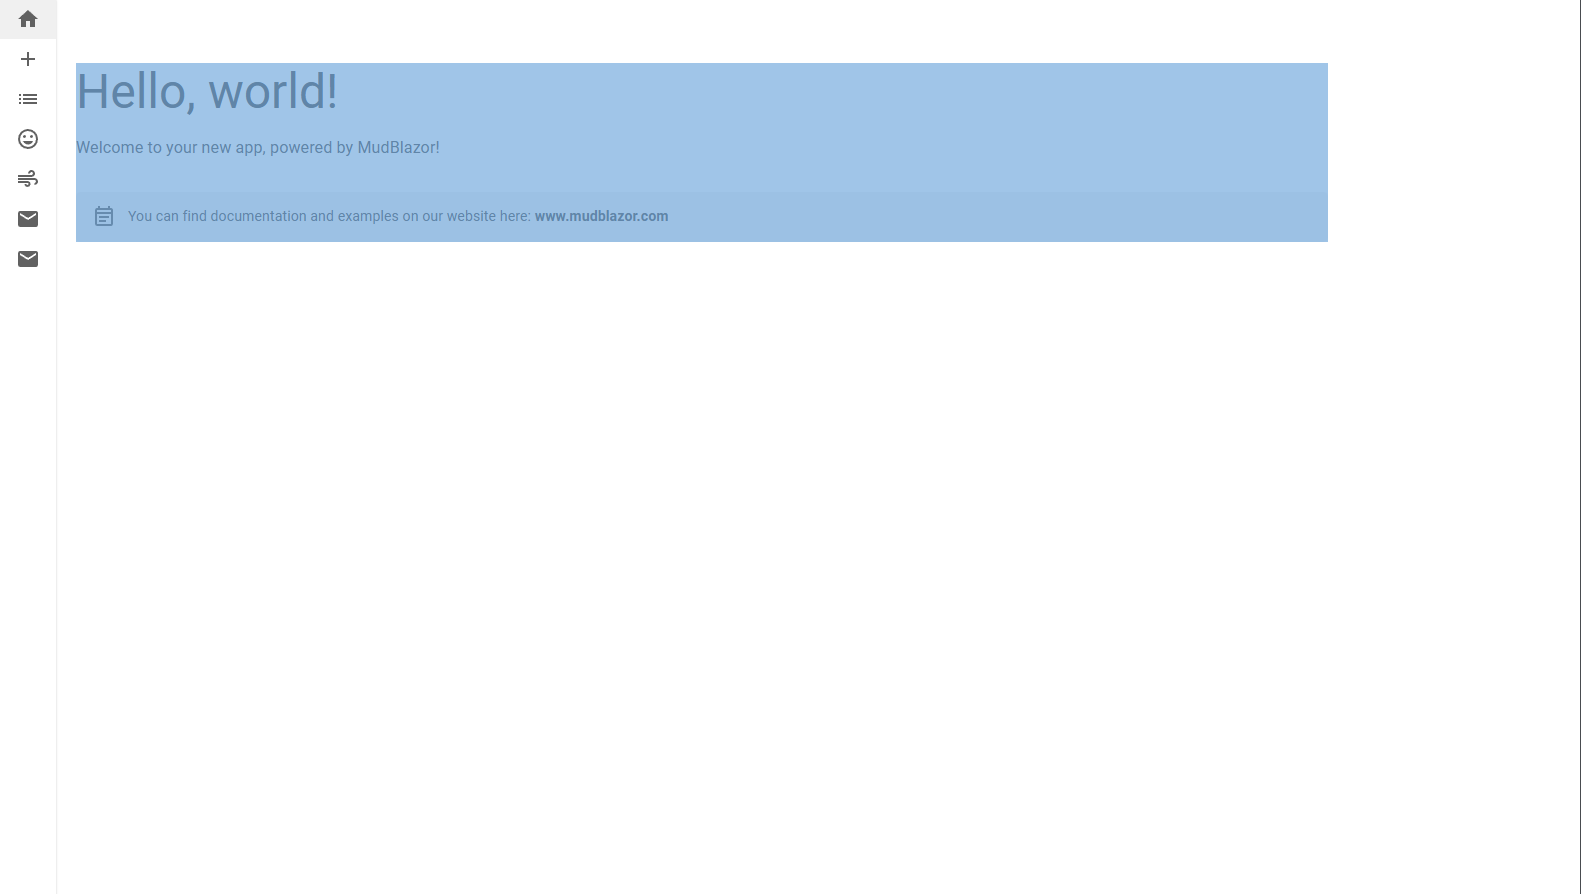 Hello, world!
Welcome to your new app, powered by MudBlazor!
You can find documentation and examples on our website here: www.mudblazor.com